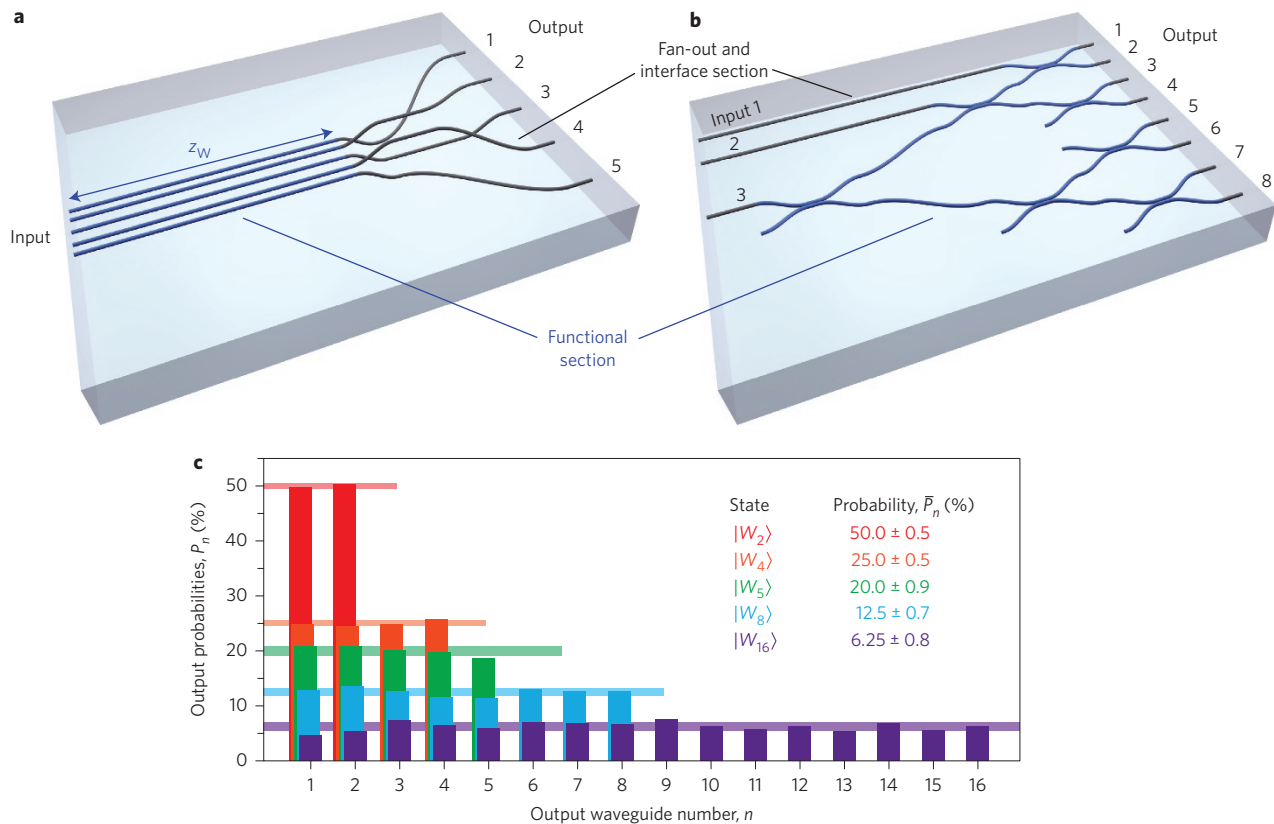 a
Output
1
2
3
4
5
z_W
Input
Fan-out and
interface section
Functional
section
b
Output
1
2
3
4
5
6
7
8
Input 1
2
3
c
Output probabilities, P_n (%)
50
40
30
20
10
0
State Probability, P̄_n (%)
|W_2⟩ 50.0 ± 0.5
|W_4⟩ 25.0 ± 0.5
|W_5⟩ 20.0 ± 0.9
|W_8⟩ 12.5 ± 0.7
|W_16⟩ 6.25 ± 0.8
1 2 3 4 5 6 7 8 9 10 11 12 13 14 15 16
Output waveguide number, n